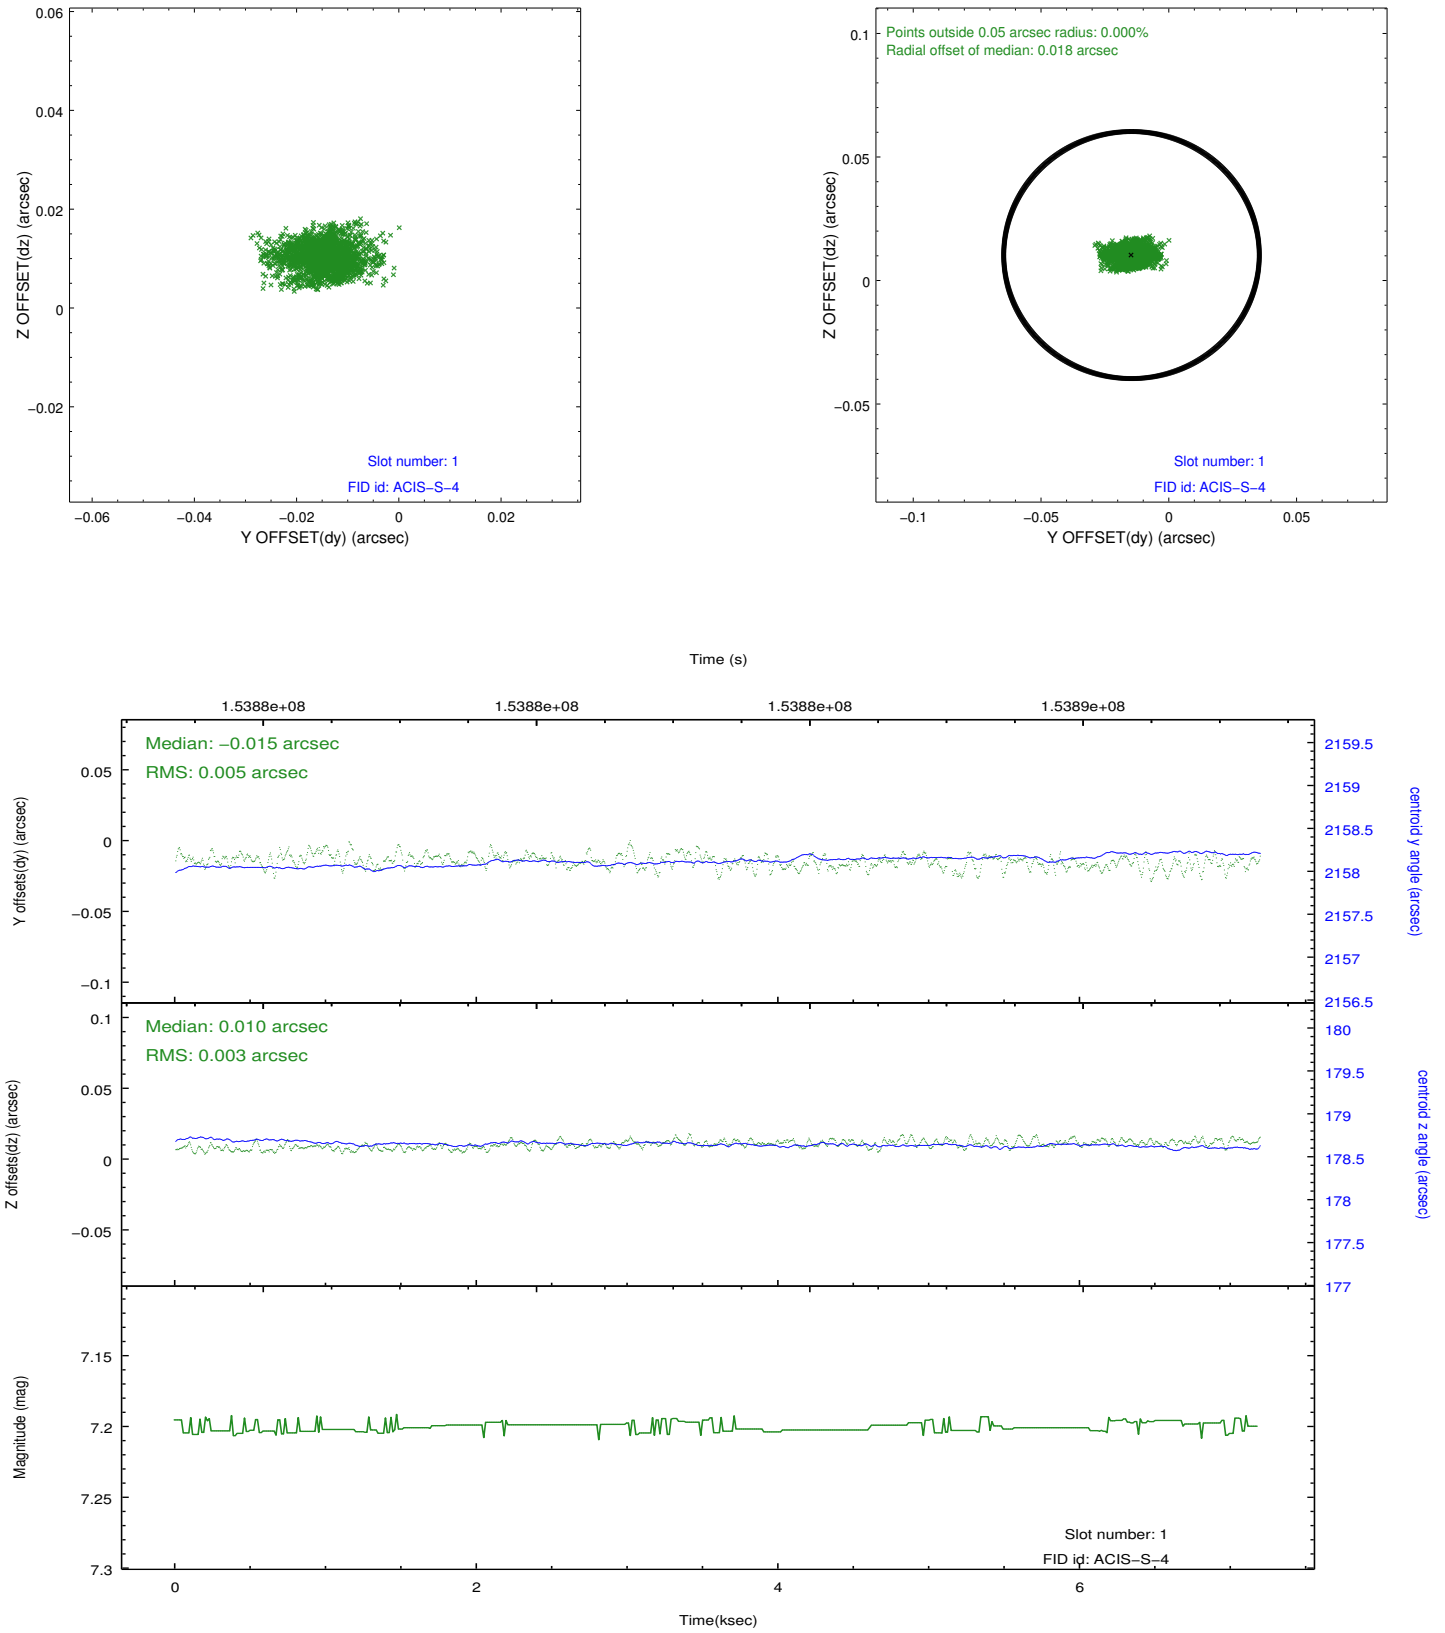 0.06
0.04
0.02
0
−0.02
Z OFFSET(dz) (arcsec)
Slot number: 1
FID id: ACIS−S−4
−0.06
−0.04
−0.02
0
0.02
Y OFFSET(dy) (arcsec)
Points outside 0.05 arcsec radius: 0.000%
Radial offset of median: 0.018 arcsec
0.1
0.05
0
−0.05
Z OFFSET(dz) (arcsec)
Slot number: 1
FID id: ACIS−S−4
−0.1
−0.05
0
0.05
Y OFFSET(dy) (arcsec)
Time (s)
1.5388e+08
1.5388e+08
1.5388e+08
1.5389e+08
Median: −0.015 arcsec
RMS: 0.005 arcsec
0.05
0
−0.05
−0.1
Y offsets(dy) (arcsec)
2159.5
2159
2158.5
2158
2157.5
2157
2156.5
centroid y angle (arcsec)
Median: 0.010 arcsec
RMS: 0.003 arcsec
0.1
0.05
0
−0.05
Z offsets(dz) (arcsec)
180
179.5
179
178.5
178
177.5
177
centroid z angle (arcsec)
7.15
7.2
7.25
7.3
Magnitude (mag)
Slot number: 1
FID id: ACIS−S−4
0
2
4
6
Time(ksec)